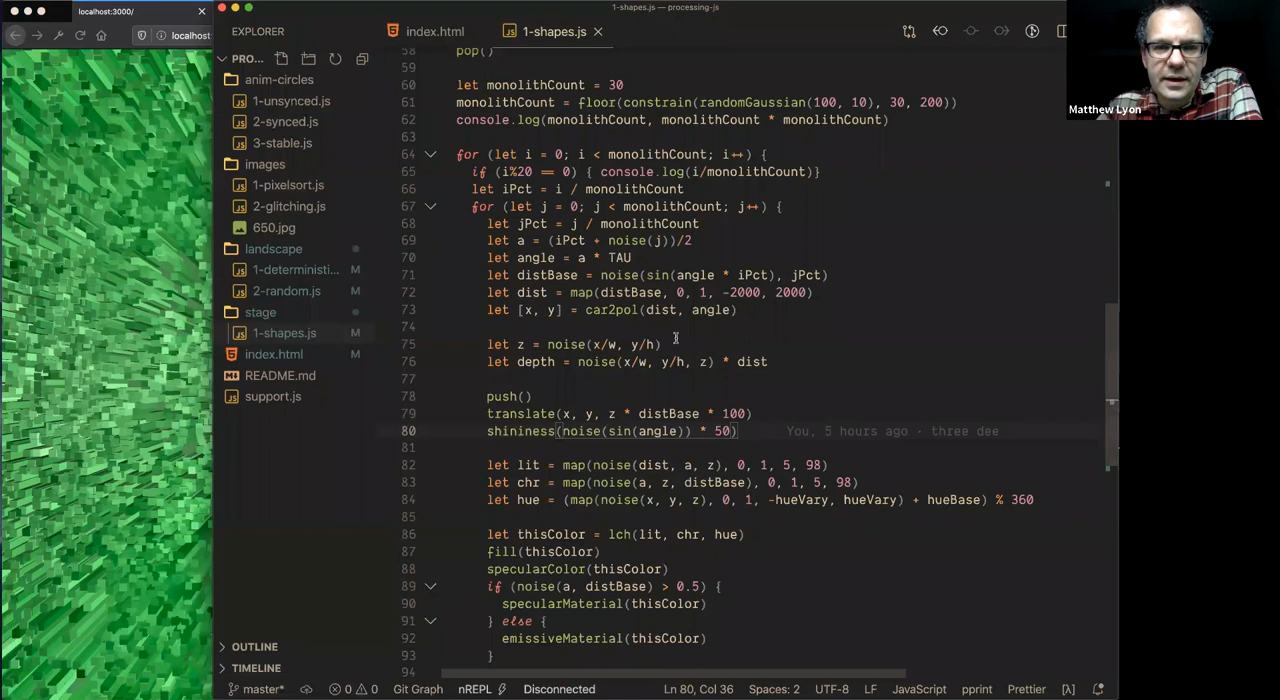 1-shapes.js — processing-js
localhost:3000/
localhost:
EXPLORER
index.html
1-shapes.js
PRO...
anim-circles
1-unsynced.js
2-synced.js
3-stable.js
images
1-pixelsort.js
2-glitching.js
650.jpg
landscape
1-deterministi... M
2-random.js M
stage
1-shapes.js M
index.html M
README.md
support.js
OUTLINE
TIMELINE
58 pop()
59
60 let monolithCount = 30
61 monolithCount = floor(constrain(randomGaussian(100, 10), 30, 200))
62 console.log(monolithCount, monolithCount * monolithCount)
63
64 for (let i = 0; i < monolithCount; i++) {
65 if (i%20 == 0) { console.log(i/monolithCount)}
66 let iPct = i / monolithCount
67 for (let j = 0; j < monolithCount; j++) {
68 let jPct = j / monolithCount
69 let a = (iPct + noise(j))/2
70 let angle = a * TAU
71 let distBase = noise(sin(angle * iPct), jPct)
72 let dist = map(distBase, 0, 1, -2000, 2000)
73 let [x, y] = car2pol(dist, angle)
74
75 let z = noise(x/w, y/h)
76 let depth = noise(x/w, y/h, z) * dist
77
78 push()
79 translate(x, y, z * distBase * 100)
80 shininess(noise(sin(angle)) * 50) You, 5 hours ago · three dee
81
82 let lit = map(noise(dist, a, z), 0, 1, 5, 98)
83 let chr = map(noise(a, z, distBase), 0, 1, 5, 98)
84 let hue = (map(noise(x, y, z), 0, 1, -hueVary, hueVary) + hueBase) % 360
85
86 let thisColor = lch(lit, chr, hue)
87 fill(thisColor)
88 specularColor(thisColor)
89 if (noise(a, distBase) > 0.5) {
90 specularMaterial(thisColor)
91 } else {
92 emissiveMaterial(thisColor)
93 }
94
Matthew Lyon
master* 0 0 Git Graph nREPL Disconnected Ln 80, Col 36 Spaces: 2 UTF-8 LF JavaScript pprint Prettier [λ]